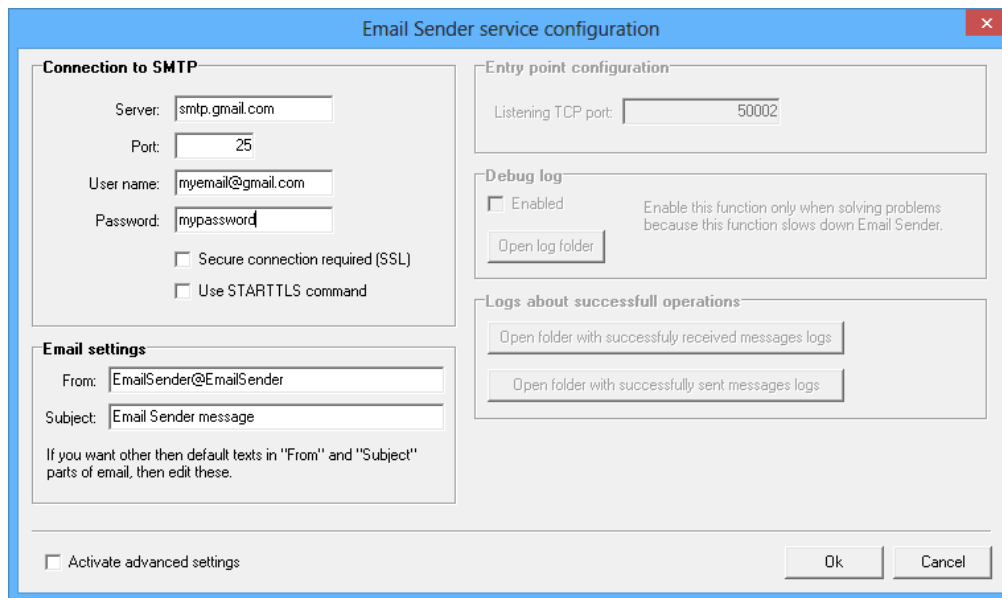 Email Sender service configuration
Connection to SMTP
Server: smtp.gmail.com
Port: 25
User name: myemail@gmail.com
Password: mypassword
Secure connection required (SSL)
Use STARTTLS command
Email settings
From: EmailSender@EmailSender
Subject: Email Sender message
If you want other then default texts in "From" and "Subject"
parts of email, then edit these.
Entry point configuration
Listening TCP port: 50002
Debug log
Enabled
Enable this function only when solving problems
because this function slows down Email Sender.
Open log folder
Logs about successfull operations
Open folder with successfuly received messages logs
Open folder with successfully sent messages logs
Activate advanced settings
Ok
Cancel